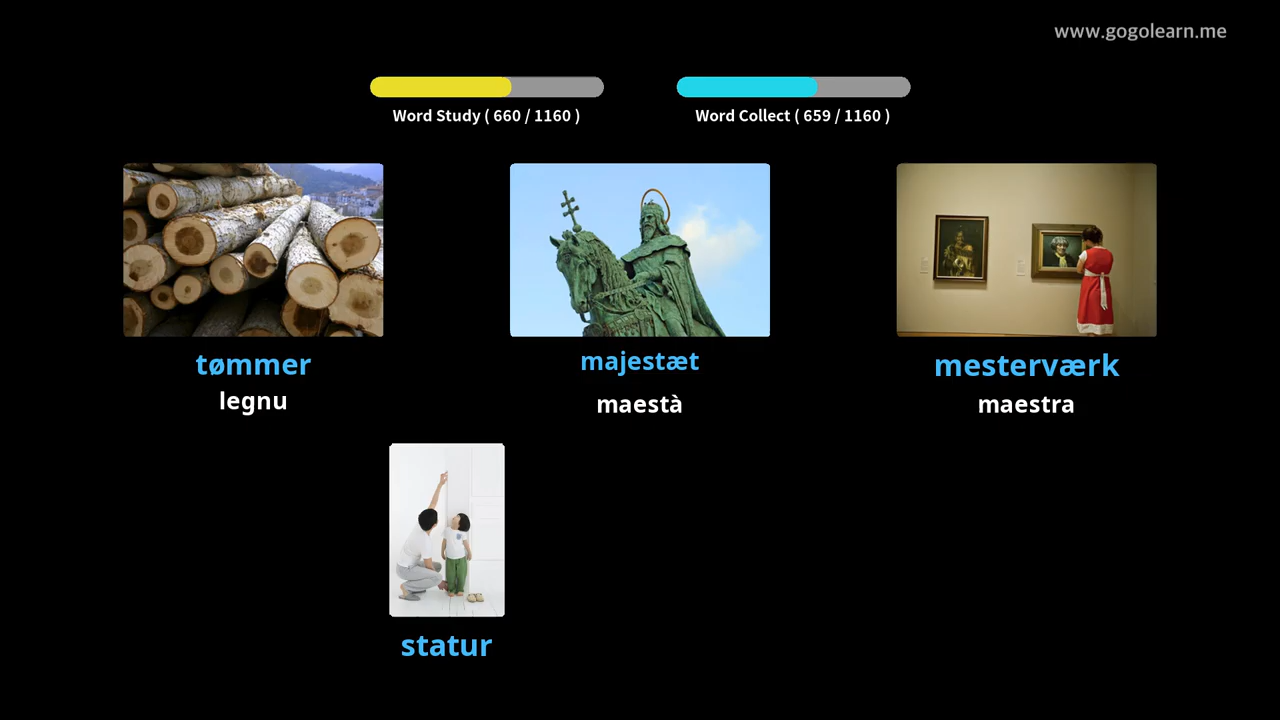 www.gogolearn.me
Word Study ( 660 / 1160 )
Word Collect ( 659 / 1160 )
tømmer
legnu
majestæt
maestà
mesterværk
maestra
statur